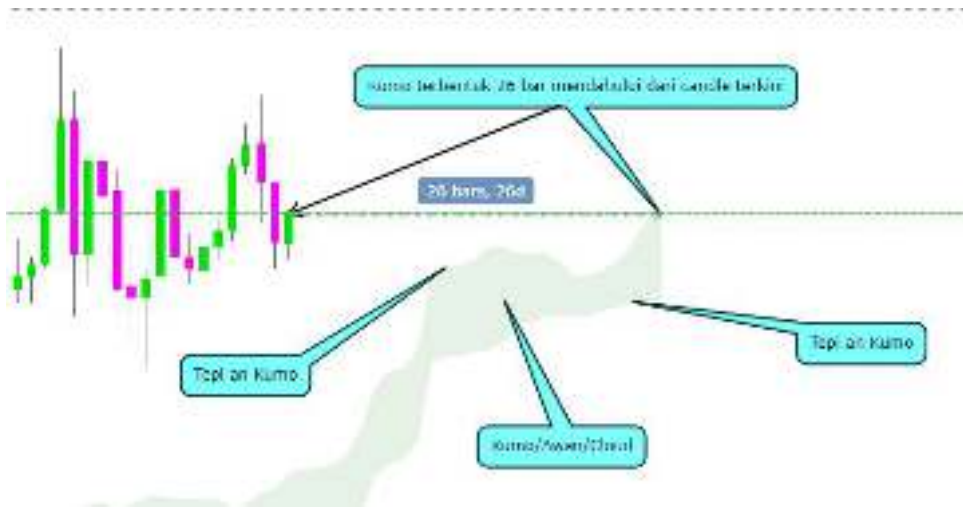 Kumo terbentuk 26 bar mendahului dari candle terkini
26 bars, 26d
Tepi an Kumo
Tepi an Kumo
Kumo/Awan/Cloud